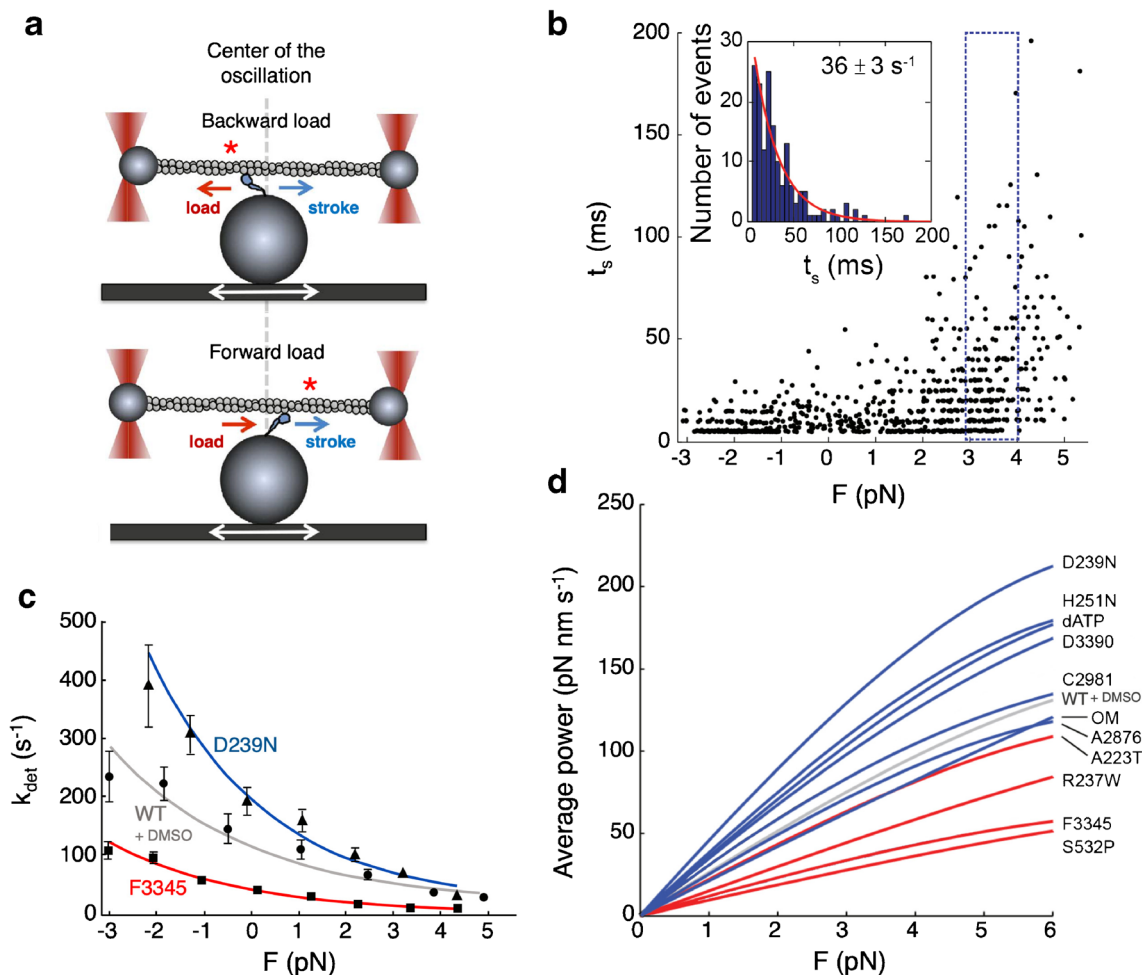 a
Center of the
oscillation
Backward load
*
load
stroke
Forward load
*
load
stroke
b
200
150
100
50
0
t_s (ms)
-3 -2 -1 0 1 2 3 4 5
F (pN)
30
20
10
0
Number of events
36 ± 3 s⁻¹
0 50 100 150 200
t_s (ms)
c
500
400
300
200
100
0
k_det (s⁻¹)
D239N
WT
+ DMSO
F3345
-3 -2 -1 0 1 2 3 4 5
F (pN)
d
250
200
150
100
50
0
Average power (pN nm s⁻¹)
D239N
H251N
dATP
D3390
C2981
WT + DMSO
OM
A2876
A223T
R237W
F3345
S532P
0 1 2 3 4 5 6
F (pN)